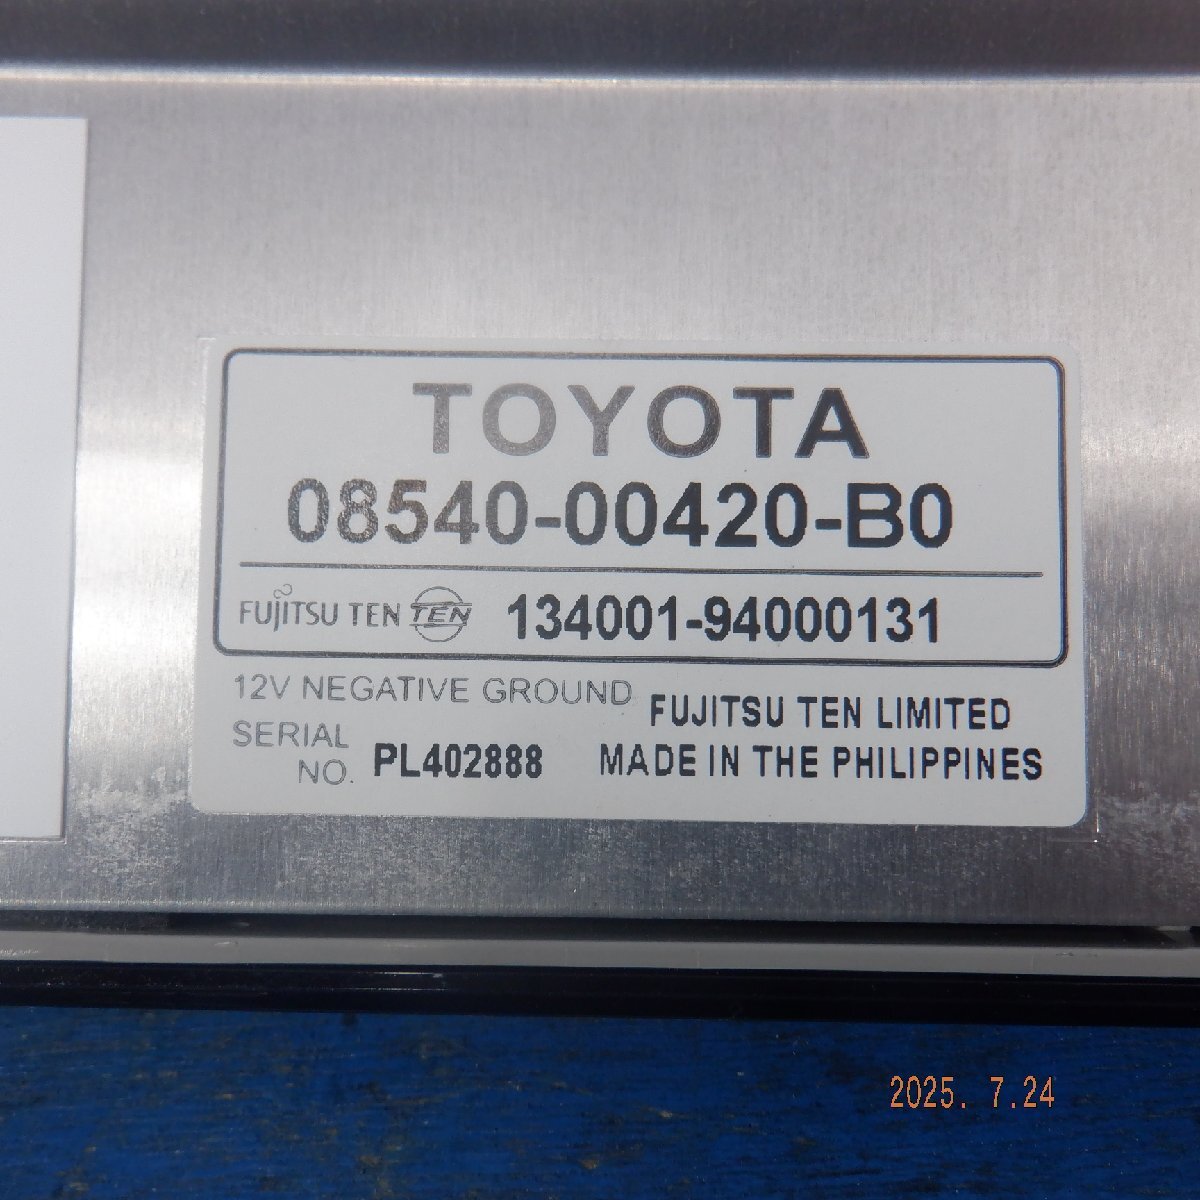 TOYOTA
08540-00420-B0
FUJITSU TEN TEN 134001-94000131
12V NEGATIVE GROUND
FUJITSU TEN LIMITED
SERIAL
NO. PL402888
MADE IN THE PHILIPPINES
2025. 7.24